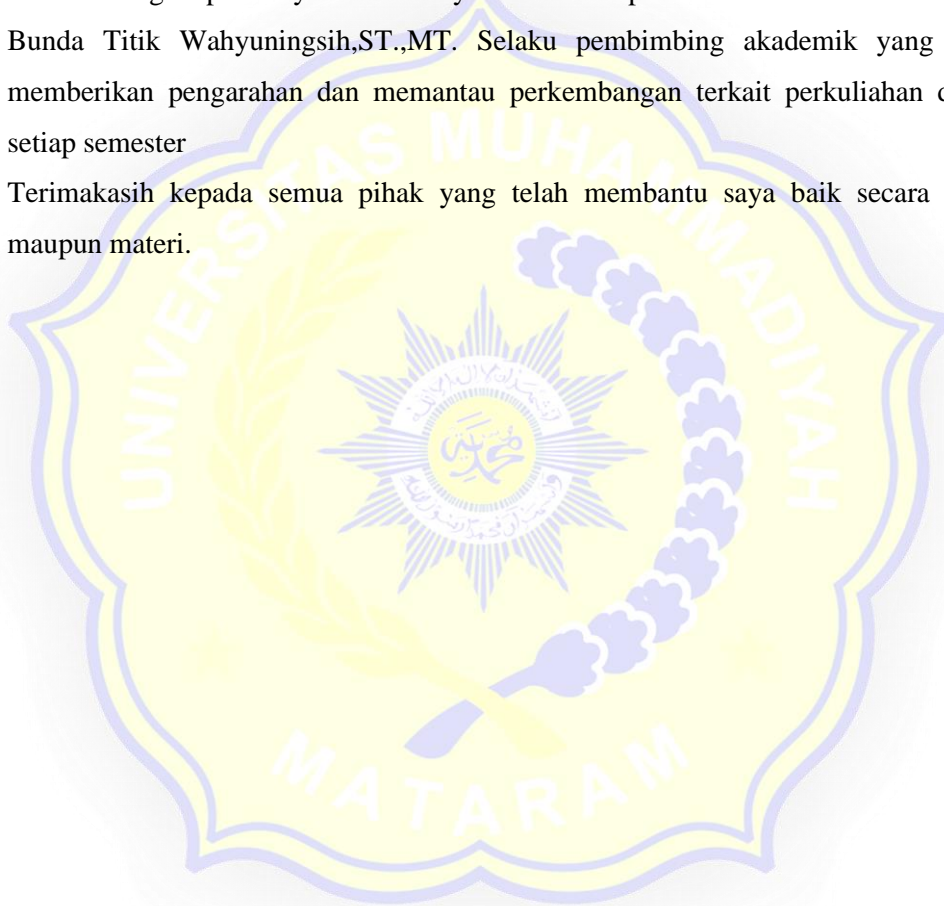 Bunda Titik Wahyuningsih,ST.,MT. Selaku pembimbing akademik yang
memberikan pengarahan dan memantau perkembangan terkait perkuliahan
setiap semester
Terimakasih kepada semua pihak yang telah membantu saya baik secara
maupun materi.
UNIVERSITAS MUHAMMADIYAH
MATARAM